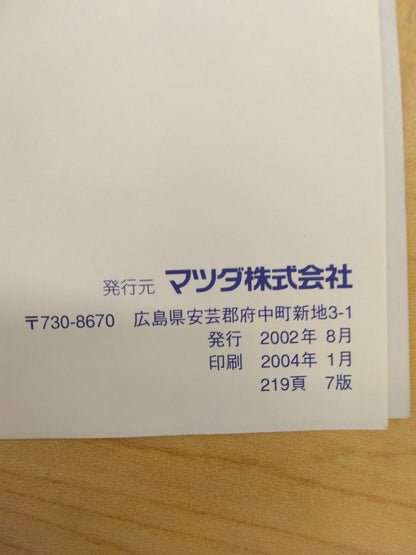 発行元 マツダ株式会社
〒730-8670 広島県安芸郡府中町新地3-1
発行 2002年 8月
印刷 2004年 1月
219頁 7版